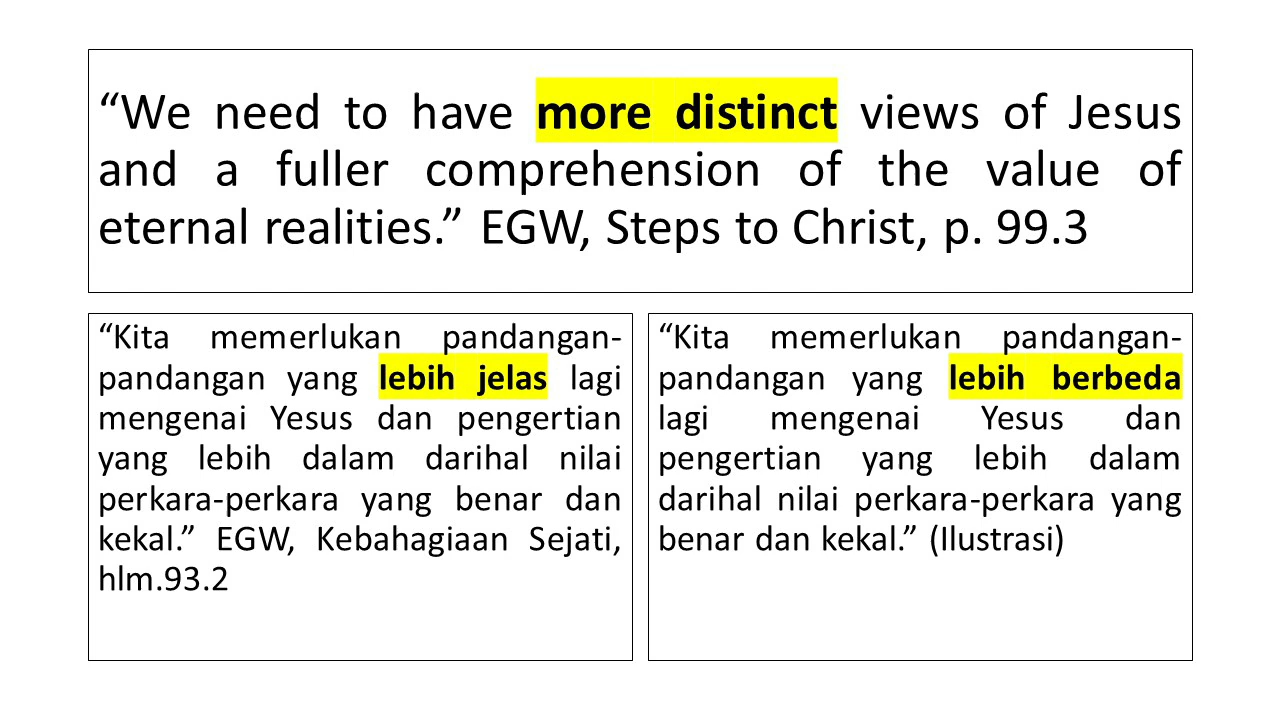 “We need to have more distinct views of Jesus
and a fuller comprehension of the value of
eternal realities.” EGW, Steps to Christ, p. 99.3
“Kita memerlukan pandangan-
pandangan yang lebih jelas lagi
mengenai Yesus dan pengertian
yang lebih dalam darihal nilai
perkara-perkara yang benar dan
kekal.” EGW, Kebahagiaan Sejati,
hlm.93.2
“Kita memerlukan pandangan-
pandangan yang lebih berbeda
lagi mengenai Yesus dan
pengertian yang lebih dalam
darihal nilai perkara-perkara yang
benar dan kekal.” (Ilustrasi)